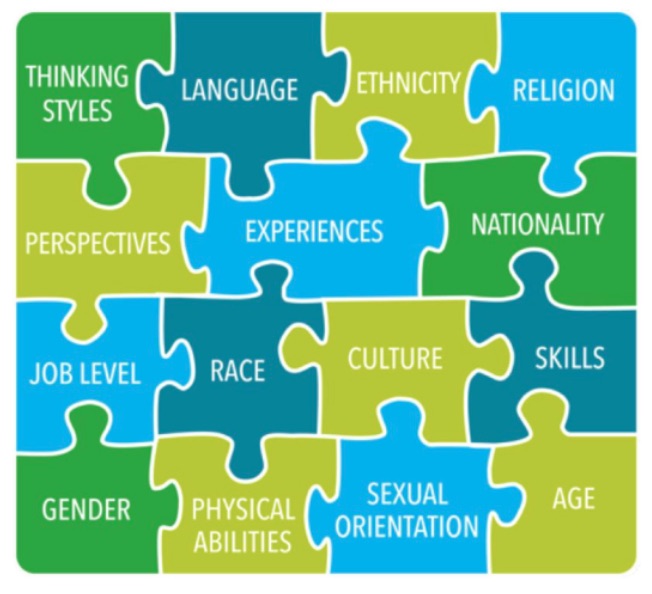 THINKING
STYLES
LANGUAGE
ETHNICITY
RELIGION
PERSPECTIVES
EXPERIENCES
NATIONALITY
JOB LEVEL
RACE
CULTURE
SKILLS
GENDER
PHYSICAL
ABILITIES
SEXUAL
ORIENTATION
AGE